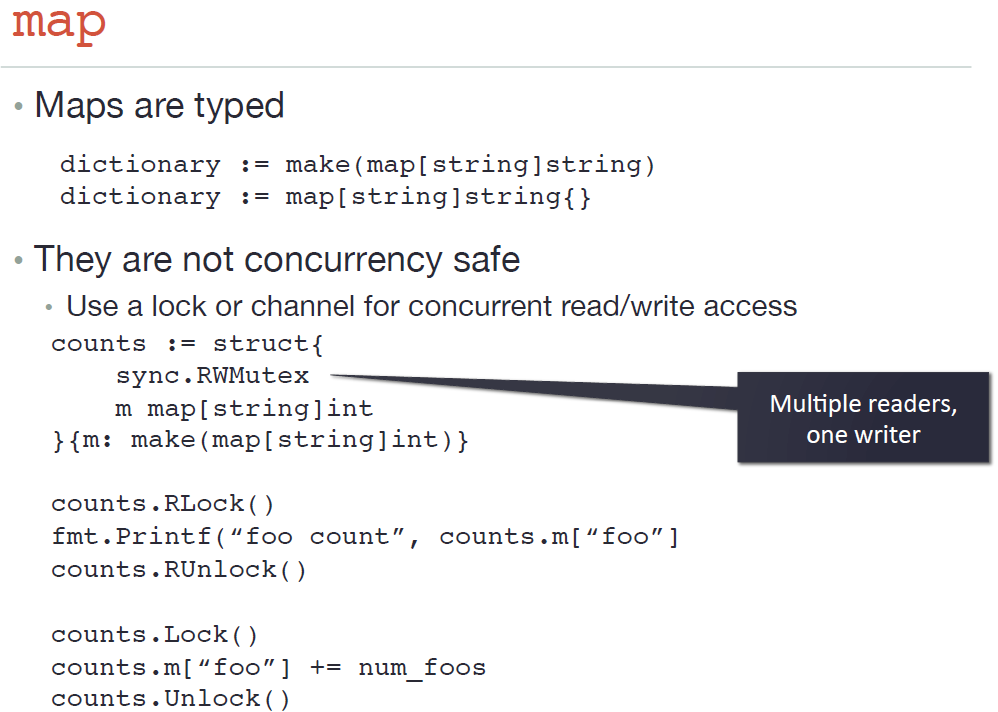 map
• Maps are typed
dictionary := make(map[string]string)
dictionary := map[string]string{}
• They are not concurrency safe
• Use a lock or channel for concurrent read/write access
counts := struct{
sync.RWMutex
m map[string]int
}{m: make(map[string]int)}
Multiple readers,
one writer
counts.RLock()
fmt.Printf(“foo count”, counts.m[“foo”]
counts.RUnlock()
counts.Lock()
counts.m[“foo”] += num_foos
counts.Unlock()